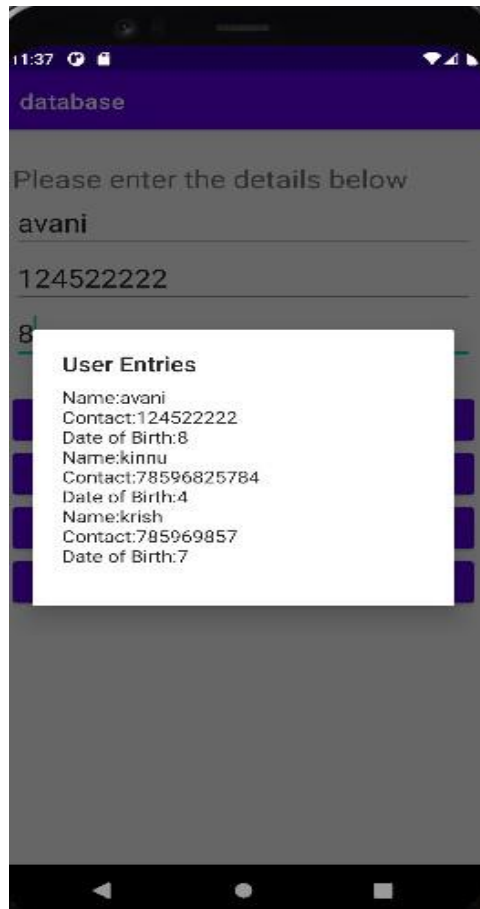 11:37
database
Please enter the details below
avani
124522222
8
User Entries
Name:avani
Contact:124522222
Date of Birth:8
Name:kinnu
Contact:78596825784
Date of Birth:4
Name:krish
Contact:785969857
Date of Birth:7